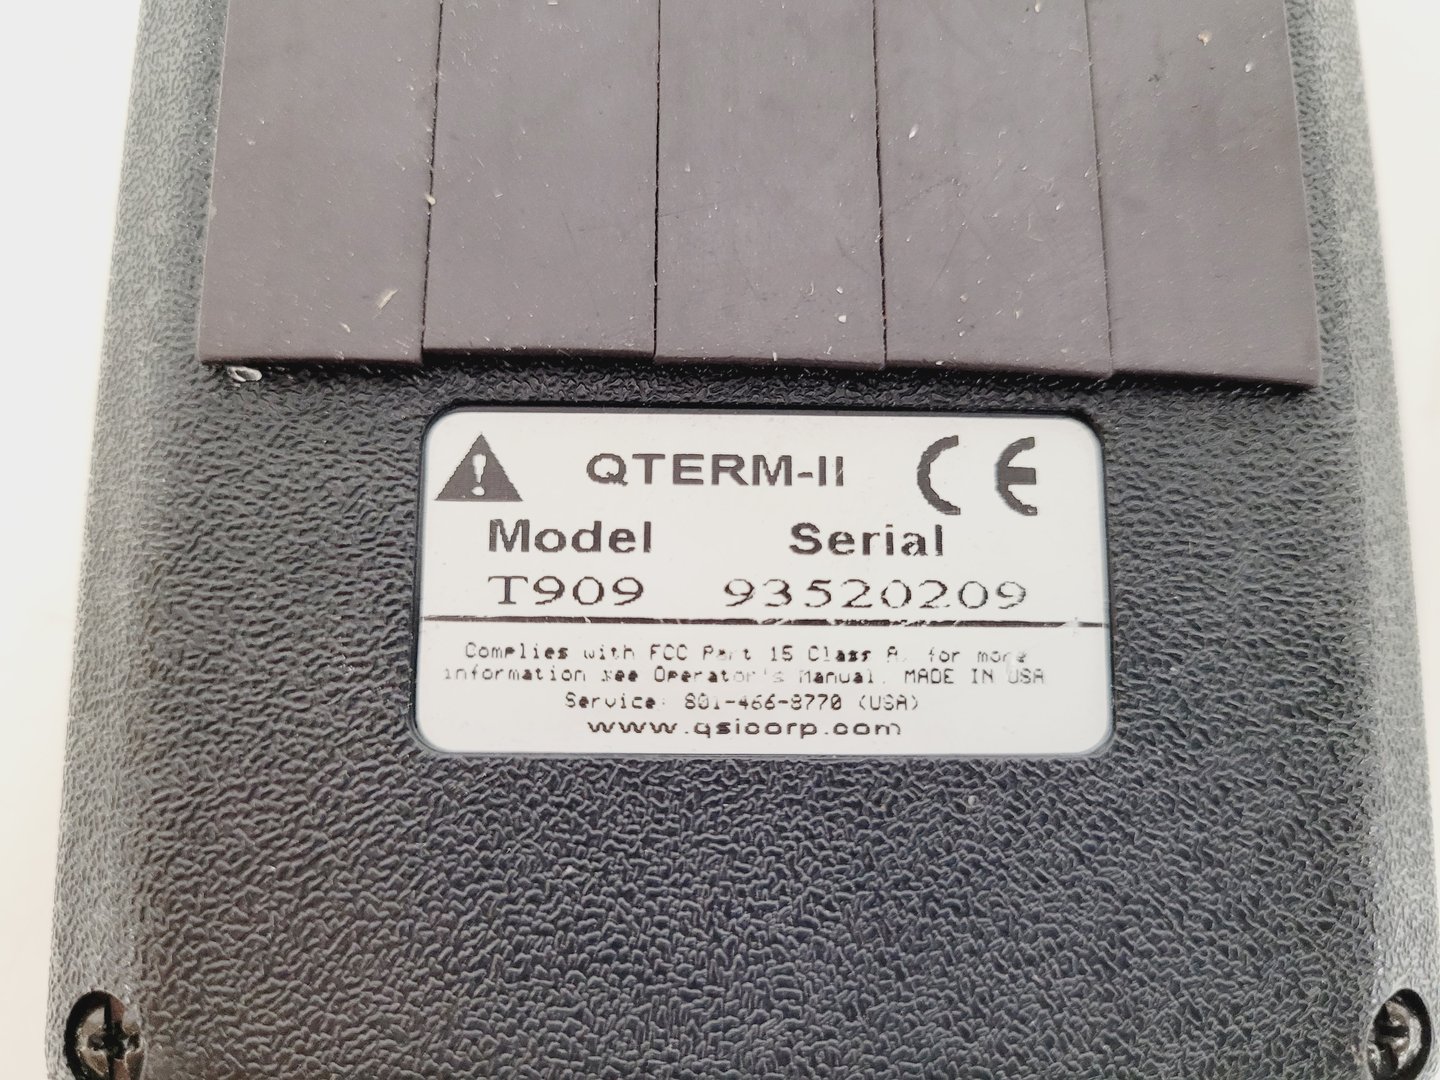 QTERM-II CE
Model Serial
T909 93520209
Complies with FCC Part 15 Class A, for more
information see Operator's Manual. MADE IN USA
Service: 801-466-8770 (USA)
www.qsicorp.com